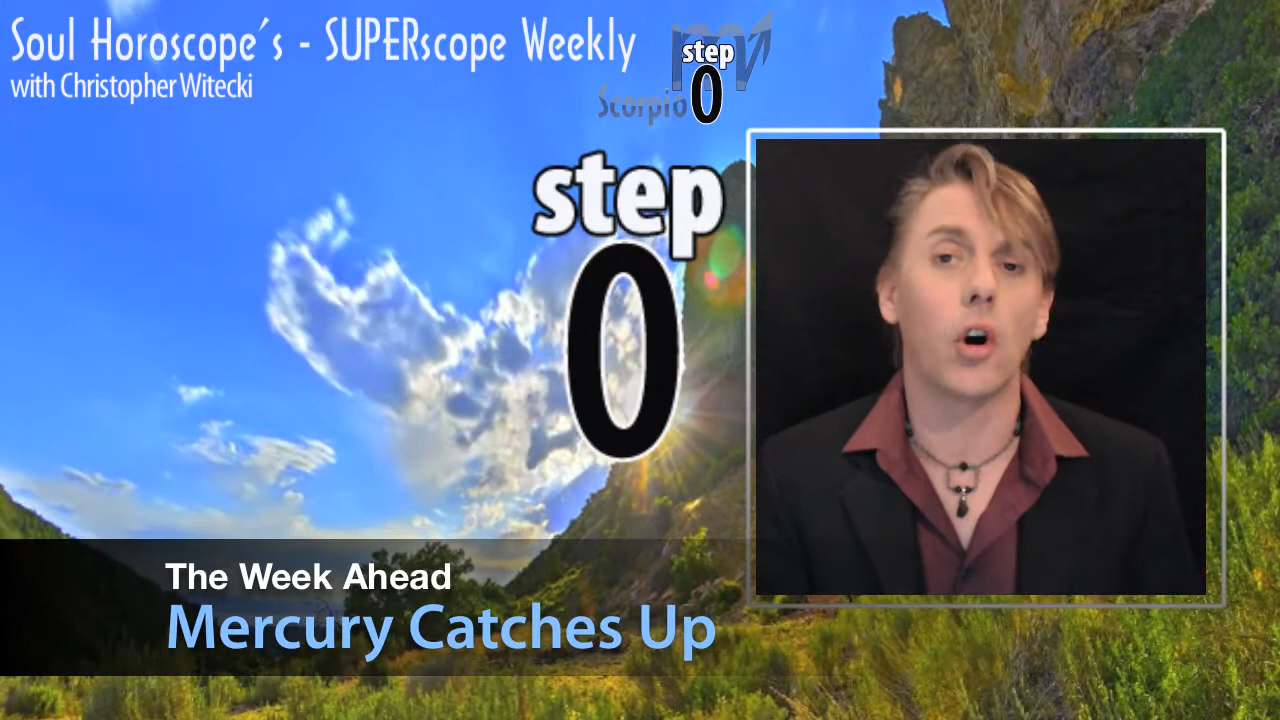 Soul Horoscope's - SUPERscope Weekly
with Christopher Witecki
step
0
Scorpio
step
0
The Week Ahead
Mercury Catches Up